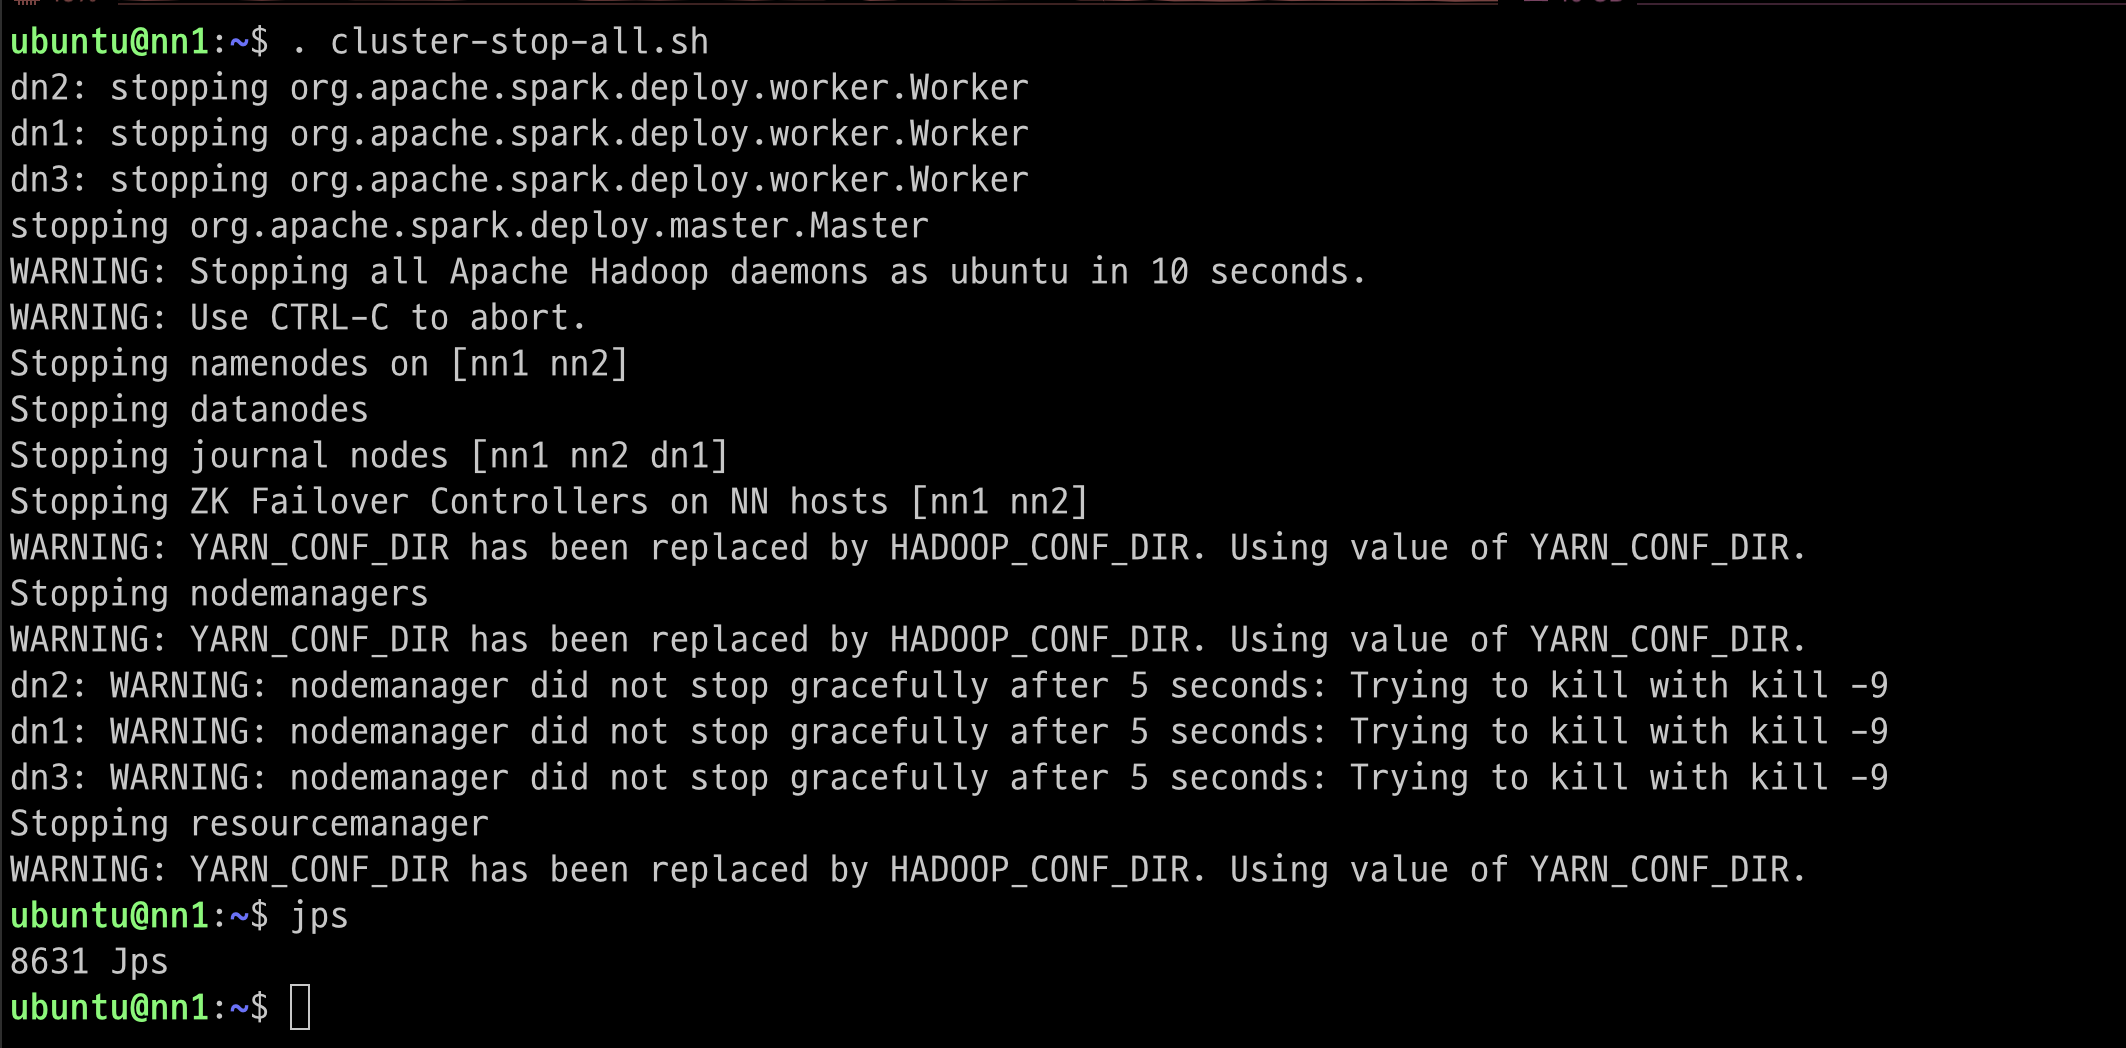 ubuntu@nn1:~$ . cluster-stop-all.sh
dn2: stopping org.apache.spark.deploy.worker.Worker
dn1: stopping org.apache.spark.deploy.worker.Worker
dn3: stopping org.apache.spark.deploy.worker.Worker
stopping org.apache.spark.deploy.master.Master
WARNING: Stopping all Apache Hadoop daemons as ubuntu in 10 seconds.
WARNING: Use CTRL-C to abort.
Stopping namenodes on [nn1 nn2]
Stopping datanodes
Stopping journal nodes [nn1 nn2 dn1]
Stopping ZK Failover Controllers on NN hosts [nn1 nn2]
WARNING: YARN_CONF_DIR has been replaced by HADOOP_CONF_DIR. Using value of YARN_CONF_DIR.
Stopping nodemanagers
WARNING: YARN_CONF_DIR has been replaced by HADOOP_CONF_DIR. Using value of YARN_CONF_DIR.
dn2: WARNING: nodemanager did not stop gracefully after 5 seconds: Trying to kill with kill -9
dn1: WARNING: nodemanager did not stop gracefully after 5 seconds: Trying to kill with kill -9
dn3: WARNING: nodemanager did not stop gracefully after 5 seconds: Trying to kill with kill -9
Stopping resourcemanager
WARNING: YARN_CONF_DIR has been replaced by HADOOP_CONF_DIR. Using value of YARN_CONF_DIR.
ubuntu@nn1:~$ jps
8631 Jps
ubuntu@nn1:~$